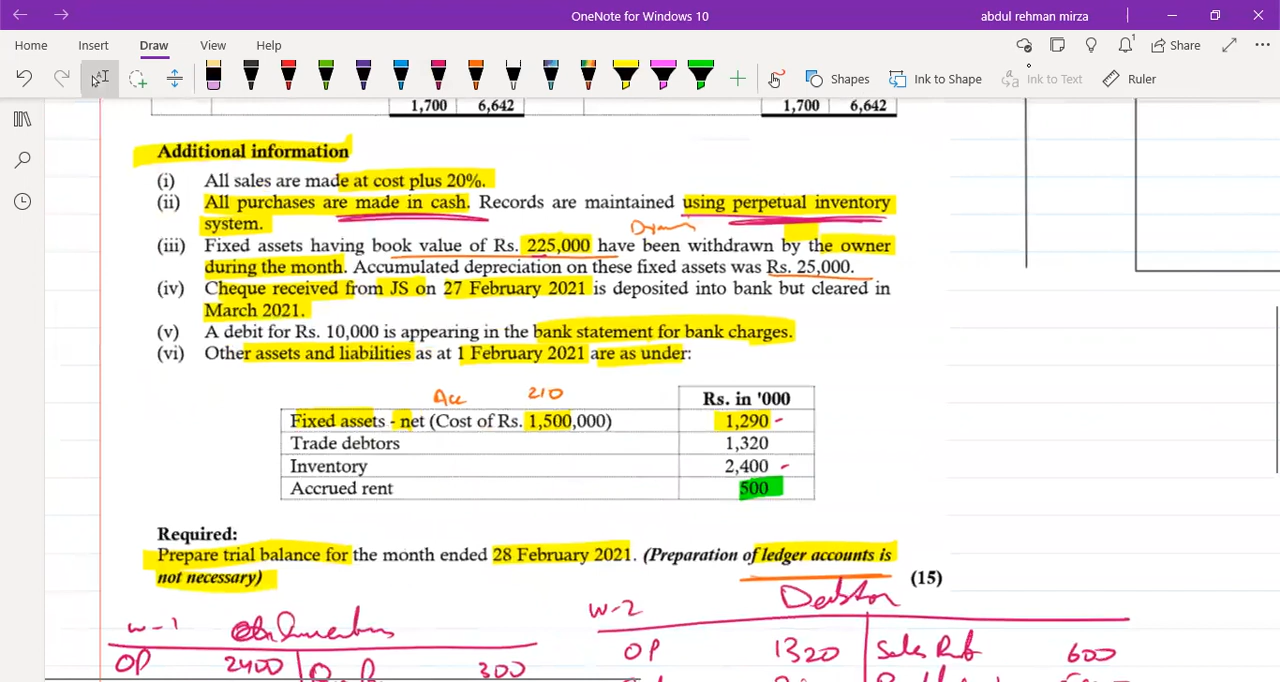 OneNote for Windows 10
abdul rehman mirza
Home Insert Draw View Help
Share
Shapes Ink to Shape Ink to Text Ruler
1,700 6,642 1,700 6,642
Additional information
(i) All sales are made at cost plus 20%.
(ii) All purchases are made in cash. Records are maintained using perpetual inventory
system.
(iii) Fixed assets having book value of Rs. 225,000 have been withdrawn by the owner
during the month. Accumulated depreciation on these fixed assets was Rs. 25,000.
(iv) Cheque received from JS on 27 February 2021 is deposited into bank but cleared in
March 2021.
(v) A debit for Rs. 10,000 is appearing in the bank statement for bank charges.
(vi) Other assets and liabilities as at 1 February 2021 are as under:
Acc 210
Rs. in '000
Fixed assets - net (Cost of Rs. 1,500,000) 1,290
Trade debtors 1,320
Inventory 2,400
Accrued rent 500
Required:
Prepare trial balance for the month ended 28 February 2021. (Preparation of ledger accounts is
not necessary)
(15)
W-1
W-2 Debtor
OP 2400 300
OP 1320 Sales 600